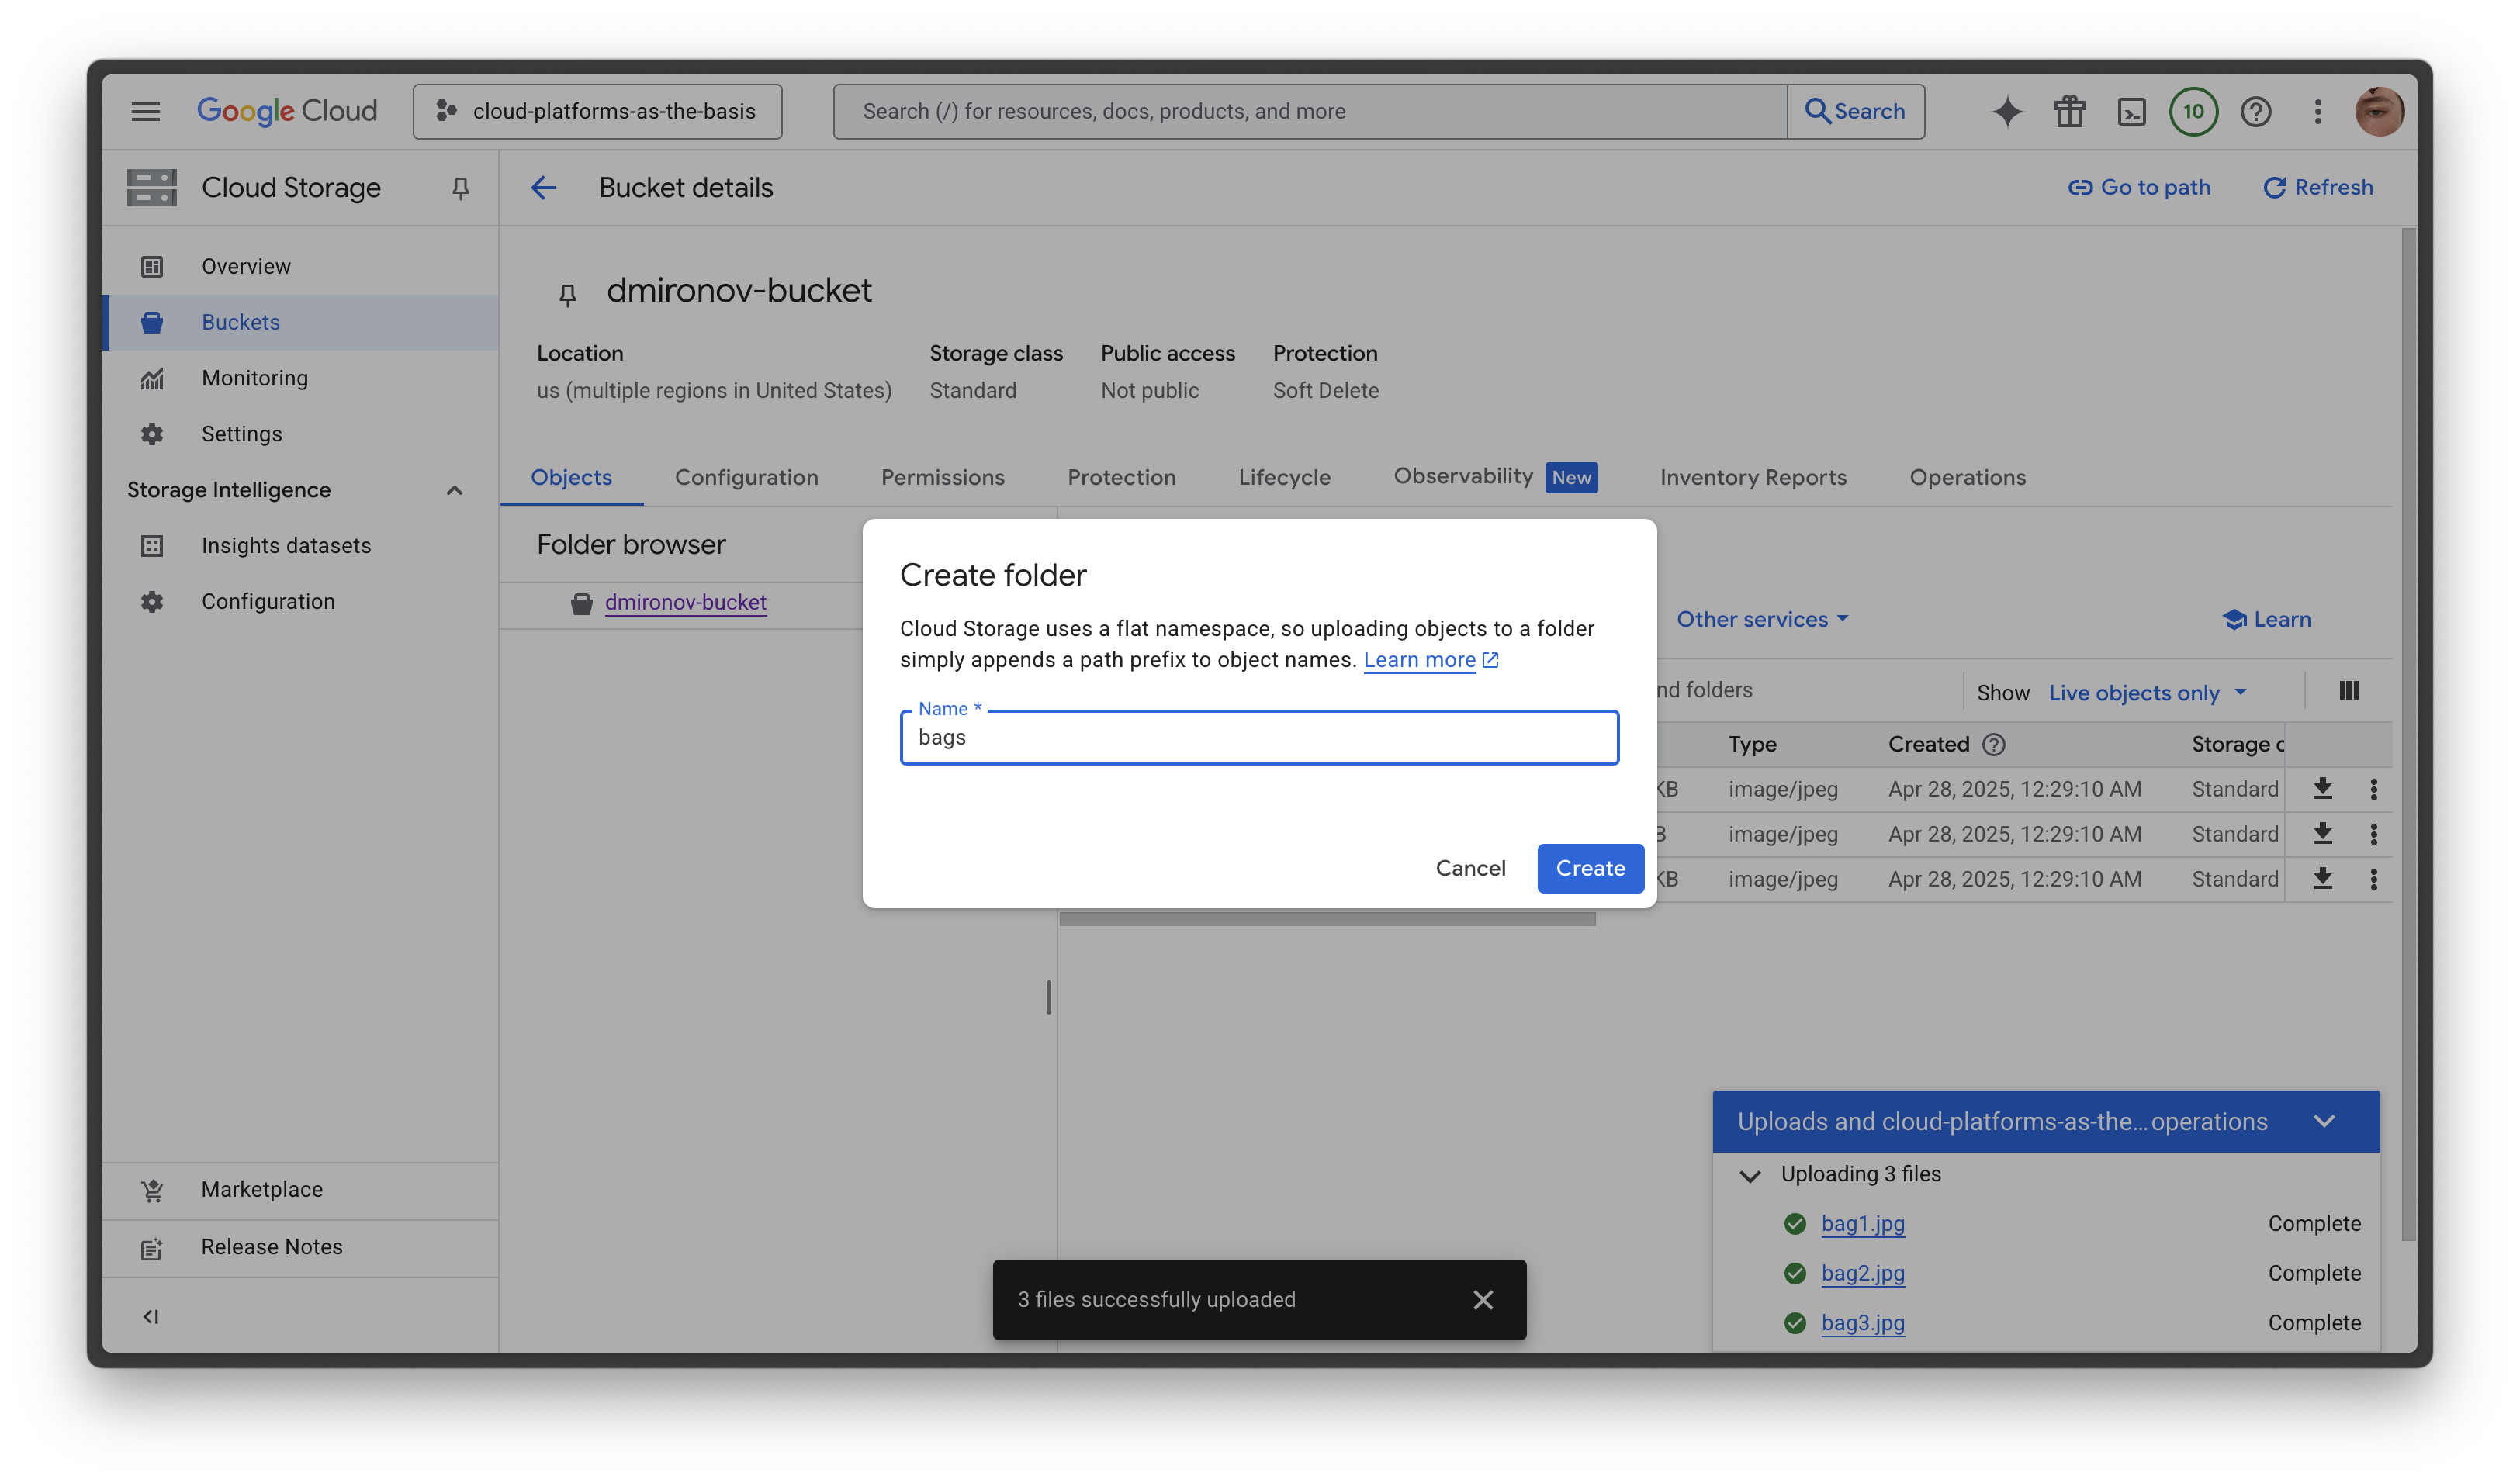 Google Cloud
cloud-platforms-as-the-basis
Search (/) for resources, docs, products, and more
Search
10
Cloud Storage
Bucket details
Go to path
Refresh
Overview
Buckets
Monitoring
Settings
Storage Intelligence
Insights datasets
Configuration
Marketplace
Release Notes
dmironov-bucket
Location
us (multiple regions in United States)
Storage class
Standard
Public access
Not public
Protection
Soft Delete
Objects
Configuration
Permissions
Protection
Lifecycle
Observability New
Inventory Reports
Operations
Folder browser
dmironov-bucket
Create folder
Cloud Storage uses a flat namespace, so uploading objects to a folder
simply appends a path prefix to object names. Learn more
Name *
bags
Cancel
Create
Other services
Learn
folders
Show Live objects only
Type Created Storage
KB image/jpeg Apr 28, 2025, 12:29:10 AM Standard
image/jpeg Apr 28, 2025, 12:29:10 AM Standard
KB image/jpeg Apr 28, 2025, 12:29:10 AM Standard
Uploads and cloud-platforms-as-the...operations
Uploading 3 files
bag1.jpg Complete
bag2.jpg Complete
bag3.jpg Complete
3 files successfully uploaded